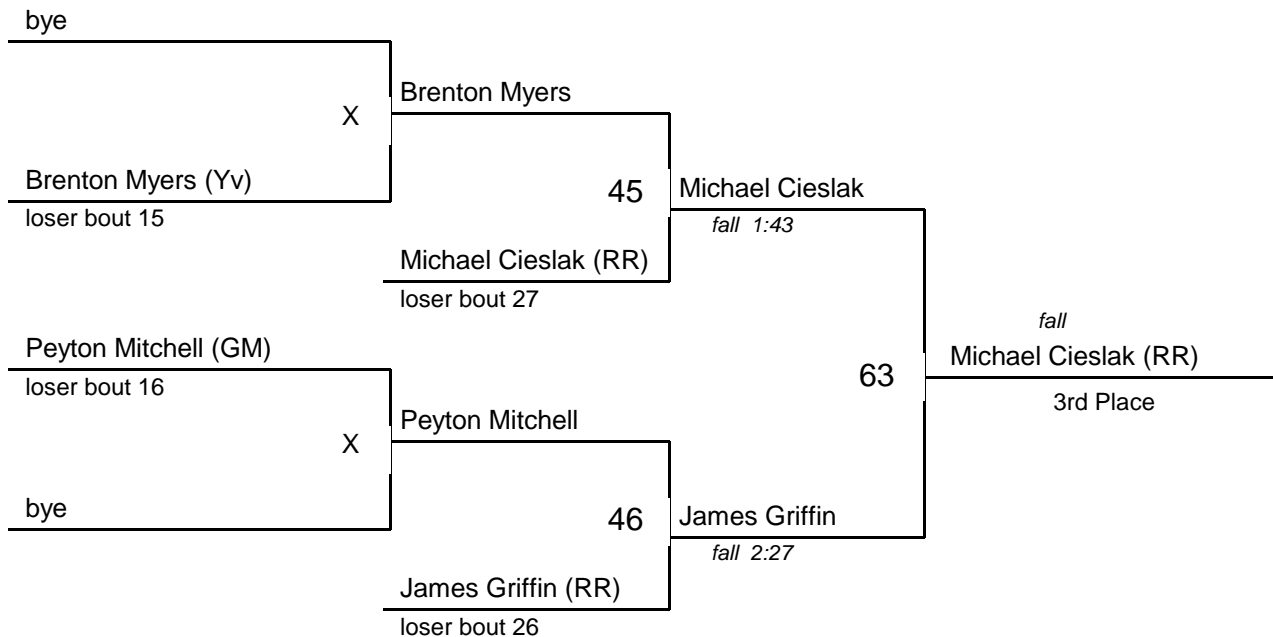 bye
Brenton Myers
X
Brenton Myers (Yv)
loser bout 15
45
Michael Cieslak
fall 1:43
Michael Cieslak (RR)
loser bout 27
fall
Michael Cieslak (RR)
63
3rd Place
Peyton Mitchell (GM)
loser bout 16
Peyton Mitchell
X
bye
46
James Griffin
fall 2:27
James Griffin (RR)
loser bout 26